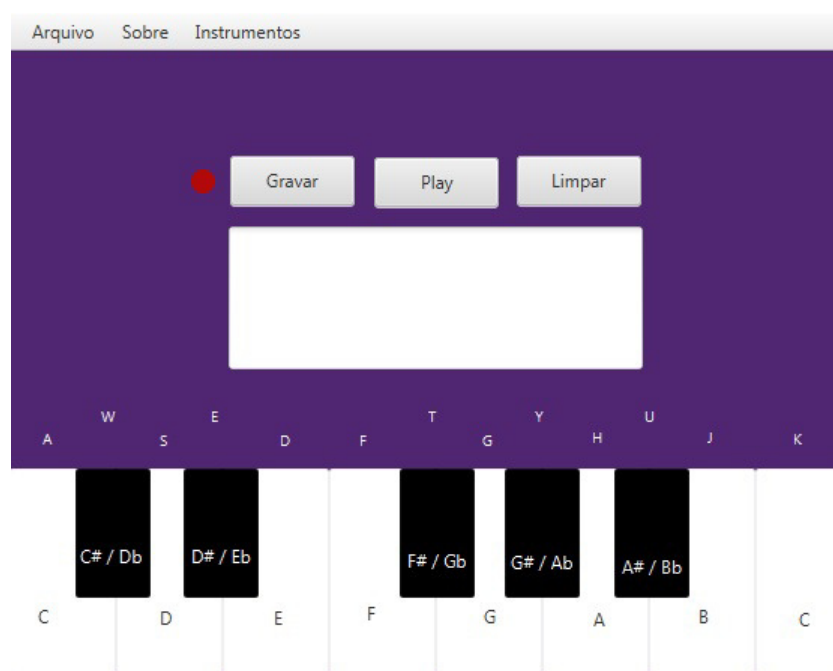 Arquivo Sobre Instrumentos
Gravar Play Limpar
W E T Y U
A S D F G H J K
C# / Db D# / Eb F# / Gb G# / Ab A# / Bb
C D E F G A B C